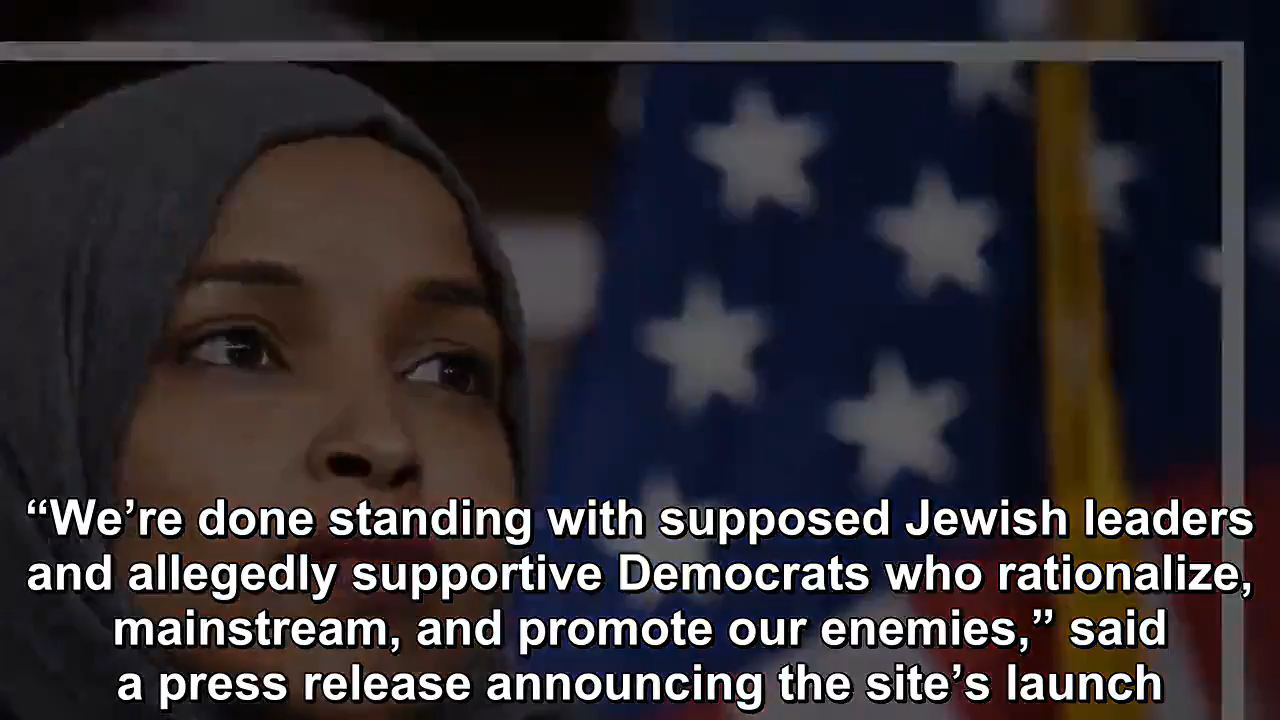 “We’re done standing with supposed Jewish leaders
and allegedly supportive Democrats who rationalize,
mainstream, and promote our enemies,” said
a press release announcing the site’s launch